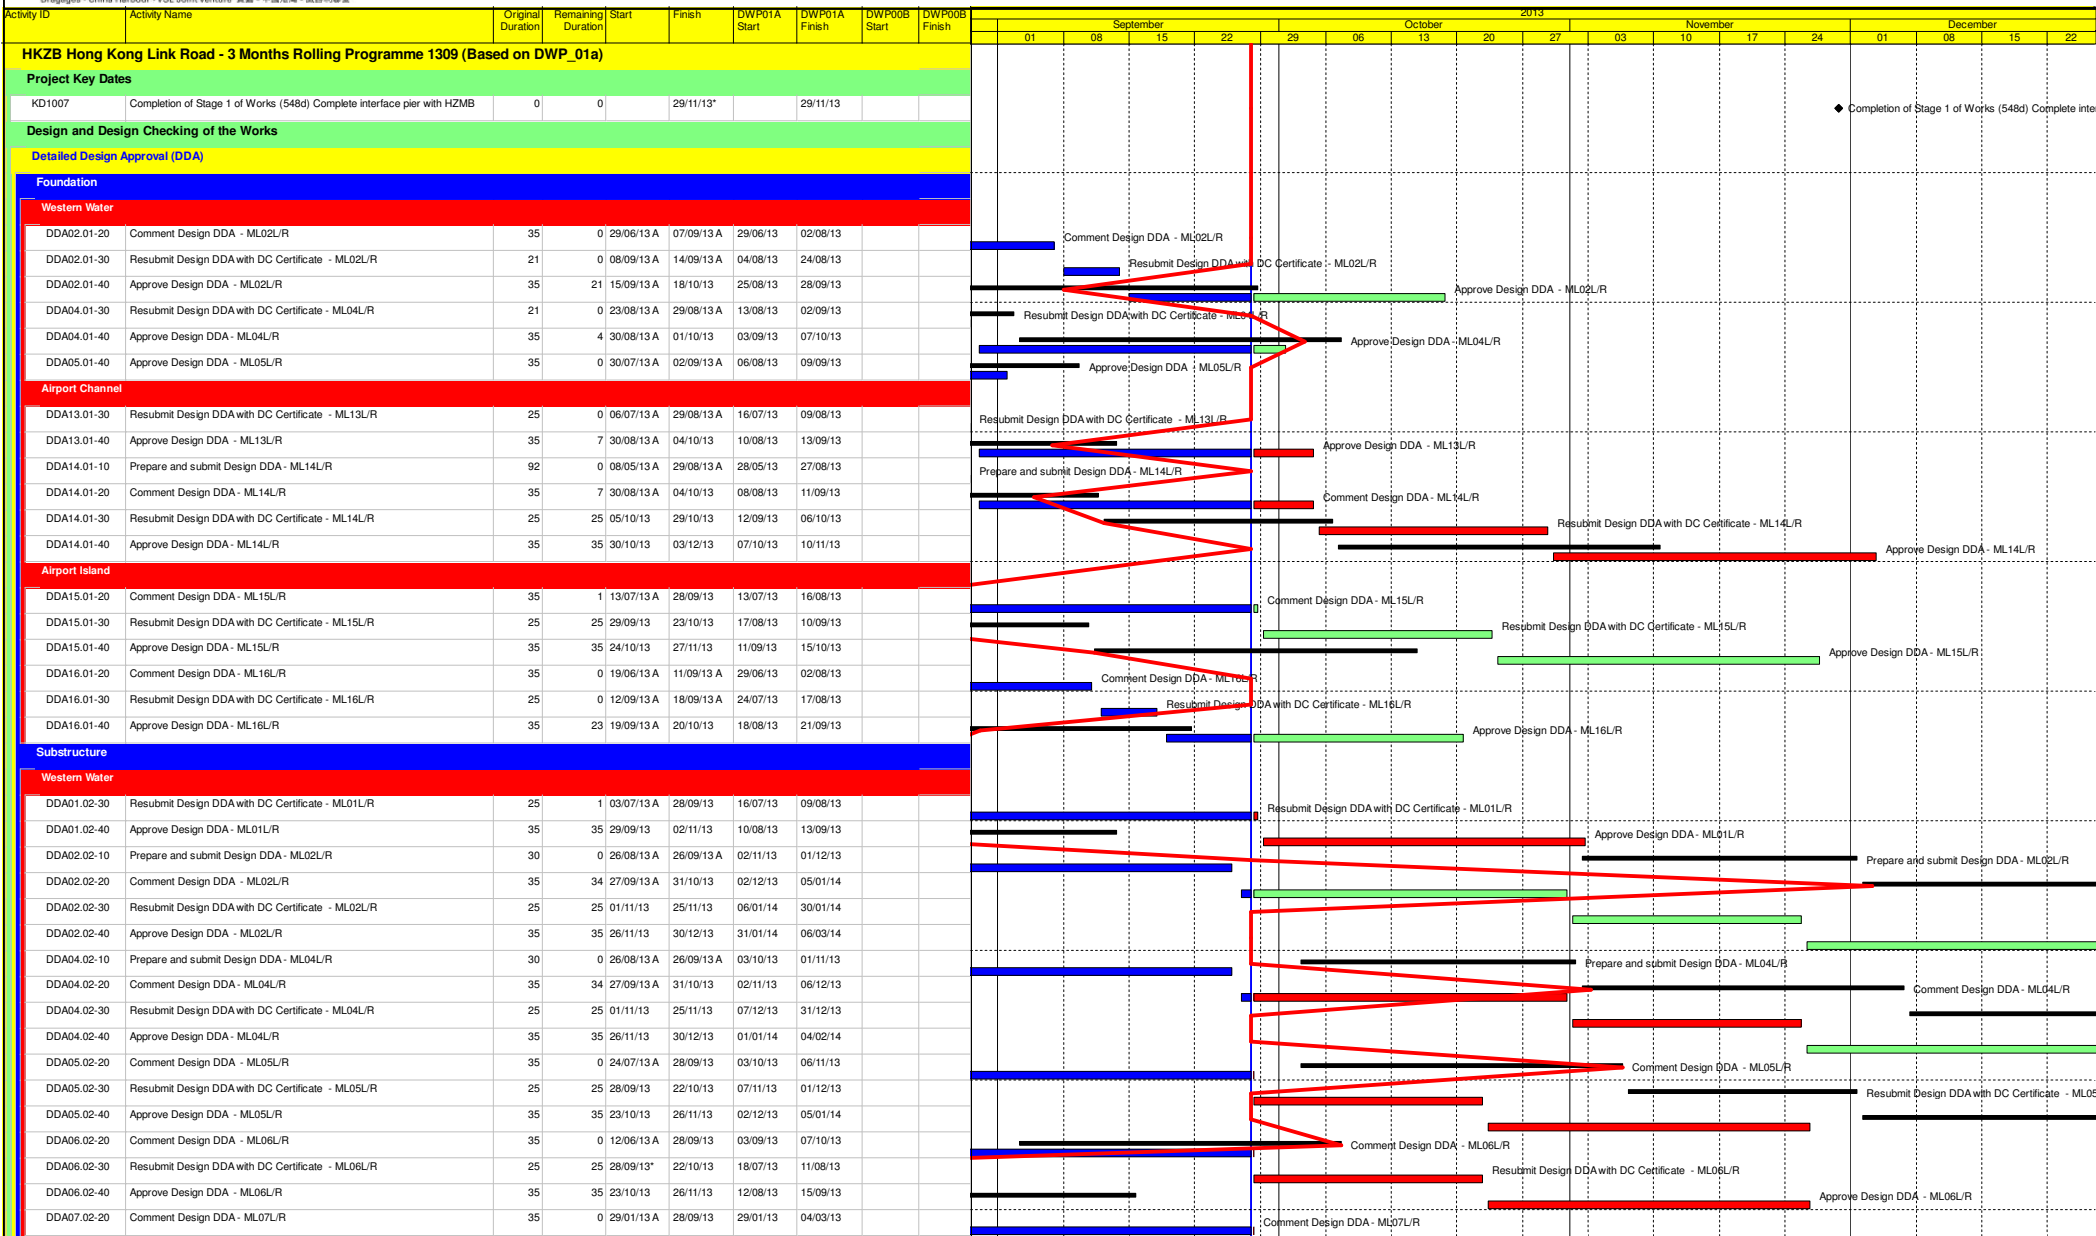 Activity ID Activity Name Original Duration Remaining Duration Start Finish DWP01A Start DWP01A Finish DWP00B Start DWP00B Finish
2013
September October November December
01 08 15 22 29 06 13 20 27 03 10 17 24 01 08 15 22
HKZB Hong Kong Link Road - 3 Months Rolling Programme 1309 (Based on DWP_01a)
Project Key Dates
KD1007 Completion of Stage 1 of Works (548d) Complete interface pier with HZMB 0 0 29/11/13* 29/11/13
Completion of Stage 1 of Works (548d) Complete inte
Design and Design Checking of the Works
Detailed Design Approval (DDA)
Foundation
Western Water
DDA02.01-20 Comment Design DDA - ML02L/R 35 0 29/06/13 A 07/09/13 A 29/06/13 02/08/13
Comment Design DDA - ML02L/R
DDA02.01-30 Resubmit Design DDA with DC Certificate - ML02L/R 21 0 08/09/13 A 14/09/13 A 04/08/13 24/08/13
Resubmit Design DDA with DC Certificate - ML02L/R
DDA02.01-40 Approve Design DDA - ML02L/R 35 21 15/09/13 A 18/10/13 25/08/13 28/09/13
Approve Design DDA - ML02L/R
DDA04.01-30 Resubmit Design DDA with DC Certificate - ML04L/R 21 0 23/08/13 A 29/08/13 A 13/08/13 02/09/13
Resubmit Design DDA with DC Certificate - ML04L/R
DDA04.01-40 Approve Design DDA - ML04L/R 35 4 30/08/13 A 01/10/13 03/09/13 07/10/13
Approve Design DDA - ML04L/R
DDA05.01-40 Approve Design DDA - ML05L/R 35 0 30/07/13 A 02/09/13 A 06/08/13 09/09/13
Approve Design DDA - ML05L/R
Airport Channel
DDA13.01-30 Resubmit Design DDA with DC Certificate - ML13L/R 25 0 06/07/13 A 29/08/13 A 16/07/13 09/08/13
Resubmit Design DDA with DC Certificate - ML13L/R
DDA13.01-40 Approve Design DDA - ML13L/R 35 7 30/08/13 A 04/10/13 10/08/13 13/09/13
Approve Design DDA - ML13L/R
DDA14.01-10 Prepare and submit Design DDA - ML14L/R 92 0 08/05/13 A 29/08/13 A 28/05/13 27/08/13
Prepare and submit Design DDA - ML14L/R
DDA14.01-20 Comment Design DDA - ML14L/R 35 7 30/08/13 A 04/10/13 08/08/13 11/09/13
Comment Design DDA - ML14L/R
DDA14.01-30 Resubmit Design DDA with DC Certificate - ML14L/R 25 25 05/10/13 29/10/13 12/09/13 06/10/13
Resubmit Design DDA with DC Certificate - ML14L/R
DDA14.01-40 Approve Design DDA - ML14L/R 35 35 30/10/13 03/12/13 07/10/13 10/11/13
Approve Design DDA - ML14L/R
Airport Island
DDA15.01-20 Comment Design DDA - ML15L/R 35 1 13/07/13 A 28/09/13 13/07/13 16/08/13
Comment Design DDA - ML15L/R
DDA15.01-30 Resubmit Design DDA with DC Certificate - ML15L/R 25 25 29/09/13 23/10/13 17/08/13 10/09/13
Resubmit Design DDA with DC Certificate - ML15L/R
DDA15.01-40 Approve Design DDA - ML15L/R 35 35 24/10/13 27/11/13 11/09/13 15/10/13
Approve Design DDA - ML15L/R
DDA16.01-20 Comment Design DDA - ML16L/R 35 0 19/06/13 A 11/09/13 A 29/06/13 02/08/13
Comment Design DDA - ML16L/R
DDA16.01-30 Resubmit Design DDA with DC Certificate - ML16L/R 25 0 12/09/13 A 18/09/13 A 24/07/13 17/08/13
Resubmit Design DDA with DC Certificate - ML16L/R
DDA16.01-40 Approve Design DDA - ML16L/R 35 23 19/09/13 A 20/10/13 18/08/13 21/09/13
Approve Design DDA - ML16L/R
Substructure
Western Water
DDA01.02-30 Resubmit Design DDA with DC Certificate - ML01L/R 25 1 03/07/13 A 28/09/13 16/07/13 09/08/13
Resubmit Design DDA with DC Certificate - ML01L/R
DDA01.02-40 Approve Design DDA - ML01L/R 35 35 29/09/13 02/11/13 10/08/13 13/09/13
Approve Design DDA - ML01L/R
DDA02.02-10 Prepare and submit Design DDA - ML02L/R 30 0 26/08/13 A 26/09/13 A 02/11/13 01/12/13
Prepare and submit Design DDA - ML02L/R
DDA02.02-20 Comment Design DDA - ML02L/R 35 34 27/09/13 A 31/10/13 02/12/13 05/01/14
DDA02.02-30 Resubmit Design DDA with DC Certificate - ML02L/R 25 25 01/11/13 25/11/13 06/01/14 30/01/14
DDA02.02-40 Approve Design DDA - ML02L/R 35 35 26/11/13 30/12/13 31/01/14 06/03/14
DDA04.02-10 Prepare and submit Design DDA - ML04L/R 30 0 26/08/13 A 26/09/13 A 03/10/13 01/11/13
Prepare and submit Design DDA - ML04L/R
DDA04.02-20 Comment Design DDA - ML04L/R 35 34 27/09/13 A 31/10/13 02/11/13 06/12/13
Comment Design DDA - ML04L/R
DDA04.02-30 Resubmit Design DDA with DC Certificate - ML04L/R 25 25 01/11/13 25/11/13 07/12/13 31/12/13
DDA04.02-40 Approve Design DDA - ML04L/R 35 35 26/11/13 30/12/13 01/01/14 04/02/14
DDA05.02-20 Comment Design DDA - ML05L/R 35 0 24/07/13 A 28/09/13 03/10/13 06/11/13
Comment Design DDA - ML05L/R
DDA05.02-30 Resubmit Design DDA with DC Certificate - ML05L/R 25 25 28/09/13 22/10/13 07/11/13 01/12/13
Resubmit Design DDA with DC Certificate - ML05
DDA05.02-40 Approve Design DDA - ML05L/R 35 35 23/10/13 26/11/13 02/12/13 05/01/14
DDA06.02-20 Comment Design DDA - ML06L/R 35 0 12/06/13 A 28/09/13 03/09/13 07/10/13
Comment Design DDA - ML06L/R
DDA06.02-30 Resubmit Design DDA with DC Certificate - ML06L/R 25 25 28/09/13* 22/10/13 18/07/13 11/08/13
Resubmit Design DDA with DC Certificate - ML06L/R
DDA06.02-40 Approve Design DDA - ML06L/R 35 35 23/10/13 26/11/13 12/08/13 15/09/13
Approve Design DDA - ML06L/R
DDA07.02-20 Comment Design DDA - ML07L/R 35 0 29/01/13 A 28/09/13 29/01/13 04/03/13
Comment Design DDA - ML07L/R